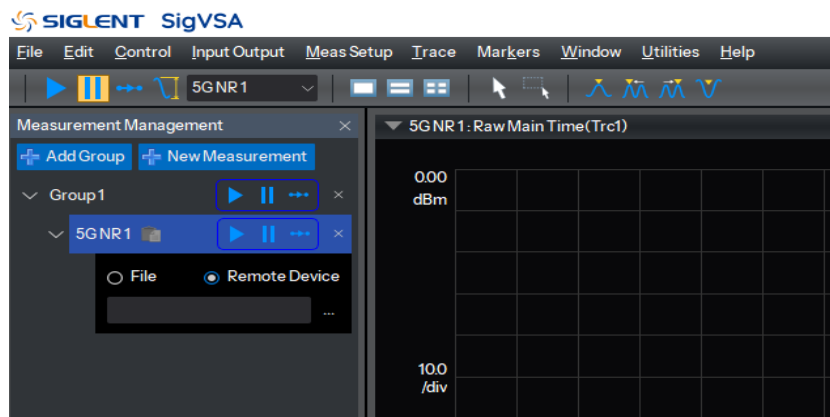 SIGLENT SigVSA
File Edit Control Input Output Meas Setup Trace Markers Window Utilities Help
5G NR 1
Measurement Management
5G NR 1 : Raw Main Time(Trc1)
Add Group
New Measurement
Group1
5G NR 1
File
Remote Device
...
0.00
dBm
10.0
/div